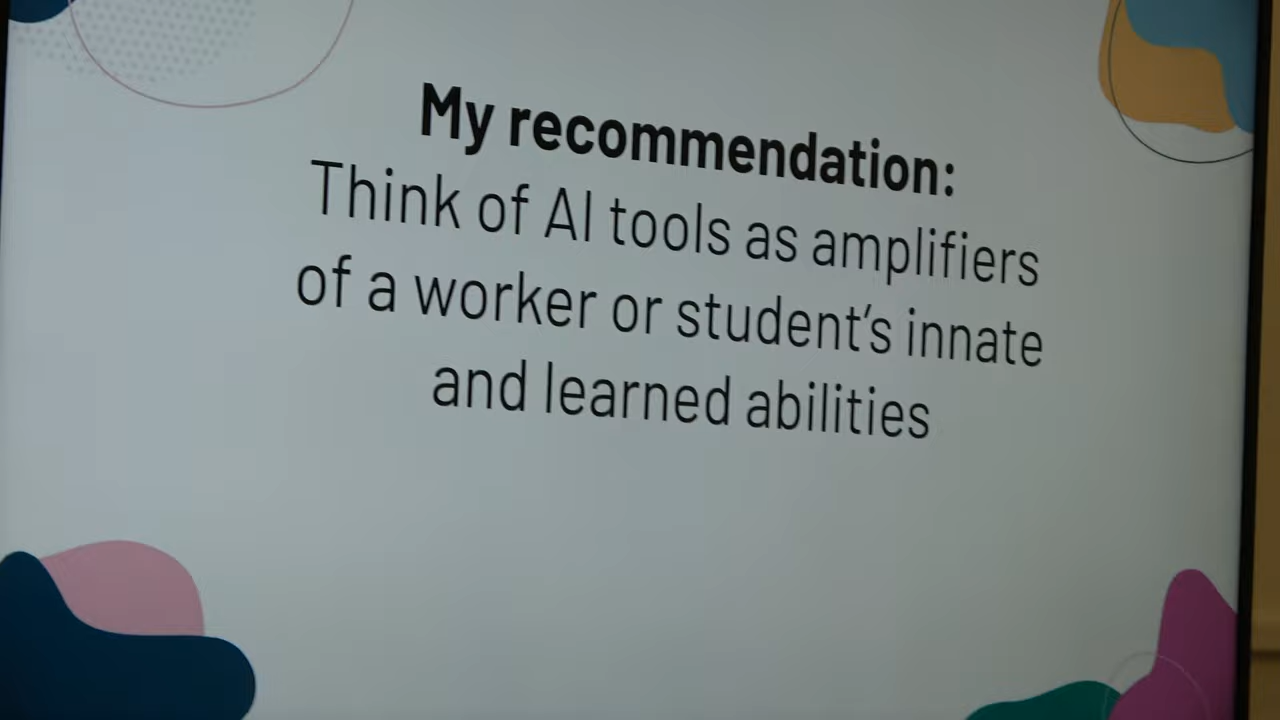 My recommendation:
Think of AI tools as amplifiers
of a worker or student's innate
and learned abilities